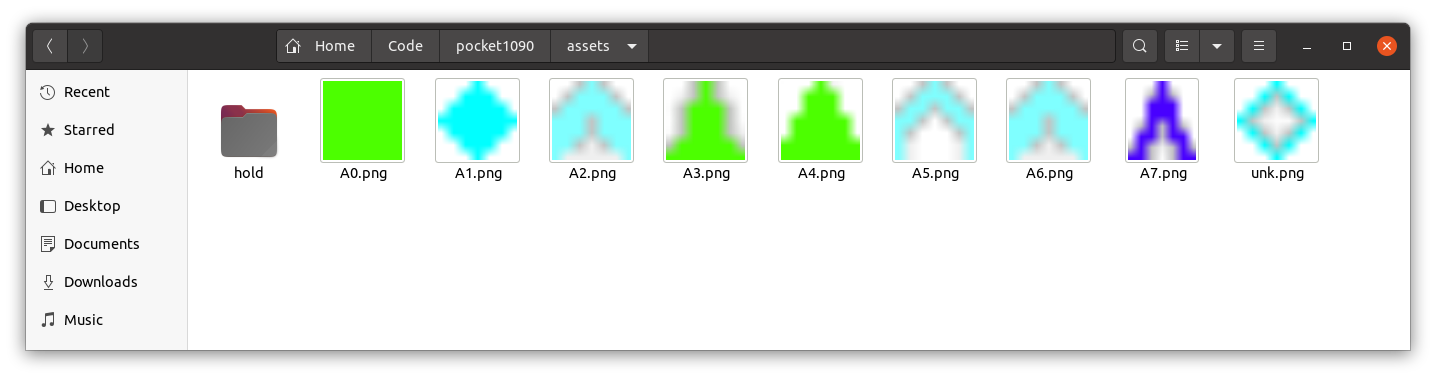 Home Code pocket1090 assets
Recent
Starred
Home
Desktop
Documents
Downloads
Music
hold A0.png A1.png A2.png A3.png A4.png A5.png A6.png A7.png unk.png